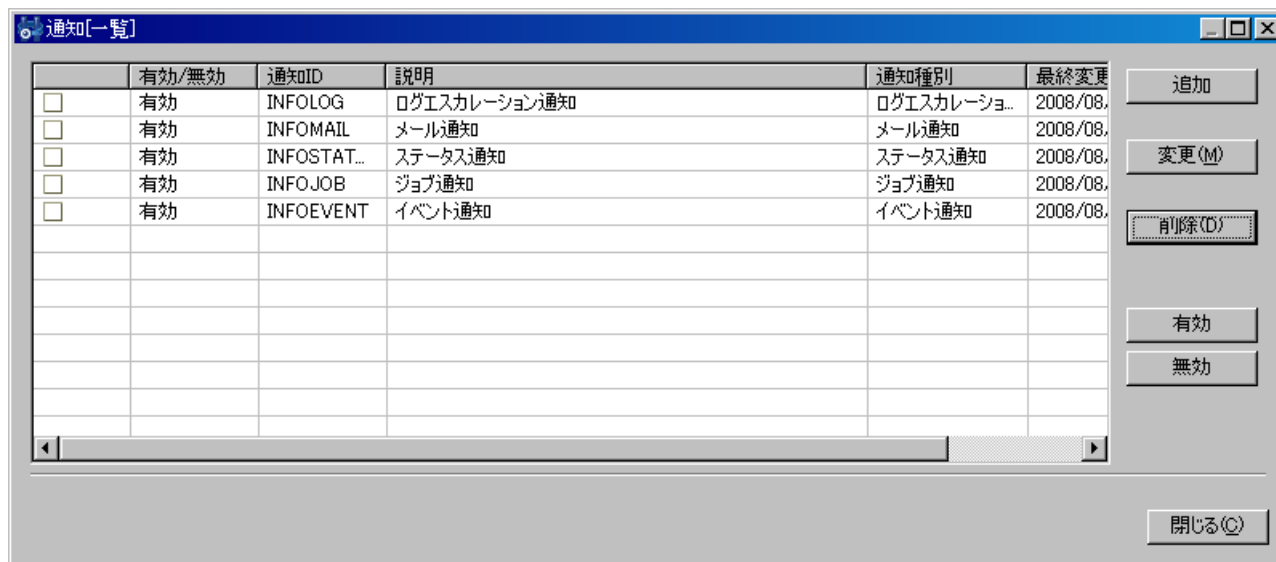 通知[一覧]
有効/無効 通知ID 説明 通知種別 最終変更
有効 INFOLOG ログエスカレーション通知 ログエスカレーショ... 2008/08/
有効 INFOMAIL メール通知 メール通知 2008/08/
有効 INFOSTAT... ステータス通知 ステータス通知 2008/08/
有効 INFOJOB ジョブ通知 ジョブ通知 2008/08/
有効 INFOEVENT イベント通知 イベント通知 2008/08/
追加
変更(M)
削除(D)
有効
無効
閉じる(C)